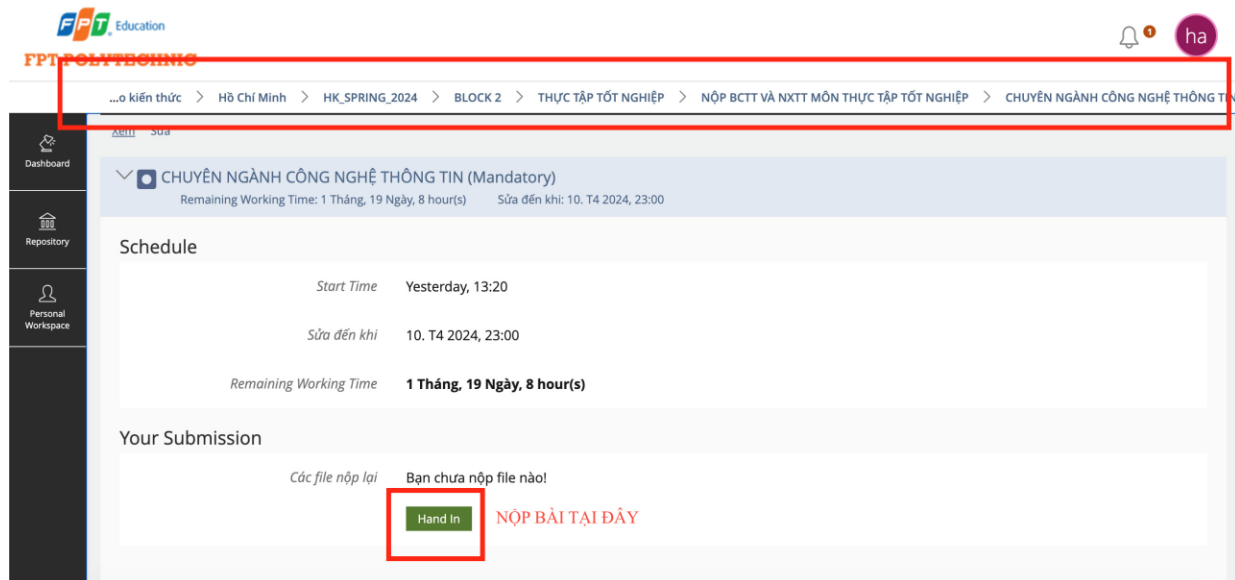 FPT Education
FPT POLYTECHNIC
1
ha
...o kiến thức > Hồ Chí Minh > HK_SPRING_2024 > BLOCK 2 > THỰC TẬP TỐT NGHIỆP > NỘP BCTT VÀ NXTT MÔN THỰC TẬP TỐT NGHIỆP > CHUYÊN NGÀNH CÔNG NGHỆ THÔNG TIN
Xem Sửa
Dashboard
CHUYÊN NGÀNH CÔNG NGHỆ THÔNG TIN (Mandatory)
Remaining Working Time: 1 Tháng, 19 Ngày, 8 hour(s) Sửa đến khi: 10. T4 2024, 23:00
Repository
Schedule
Start Time Yesterday, 13:20
Personal
Workspace
Sửa đến khi 10. T4 2024, 23:00
Remaining Working Time 1 Tháng, 19 Ngày, 8 hour(s)
Your Submission
Các file nộp lại Bạn chưa nộp file nào!
Hand In NỘP BÀI TẠI ĐÂY